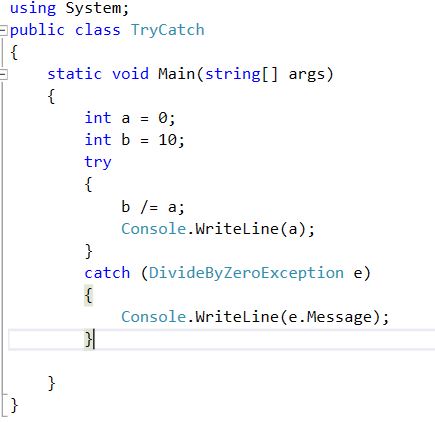 using System;
public class TryCatch
{
    static void Main(string[] args)
    {
        int a = 0;
        int b = 10;
        try
        {
            b /= a;
            Console.WriteLine(a);
        }
        catch (DivideByZeroException e)
        {
            Console.WriteLine(e.Message);
        }

    }
}